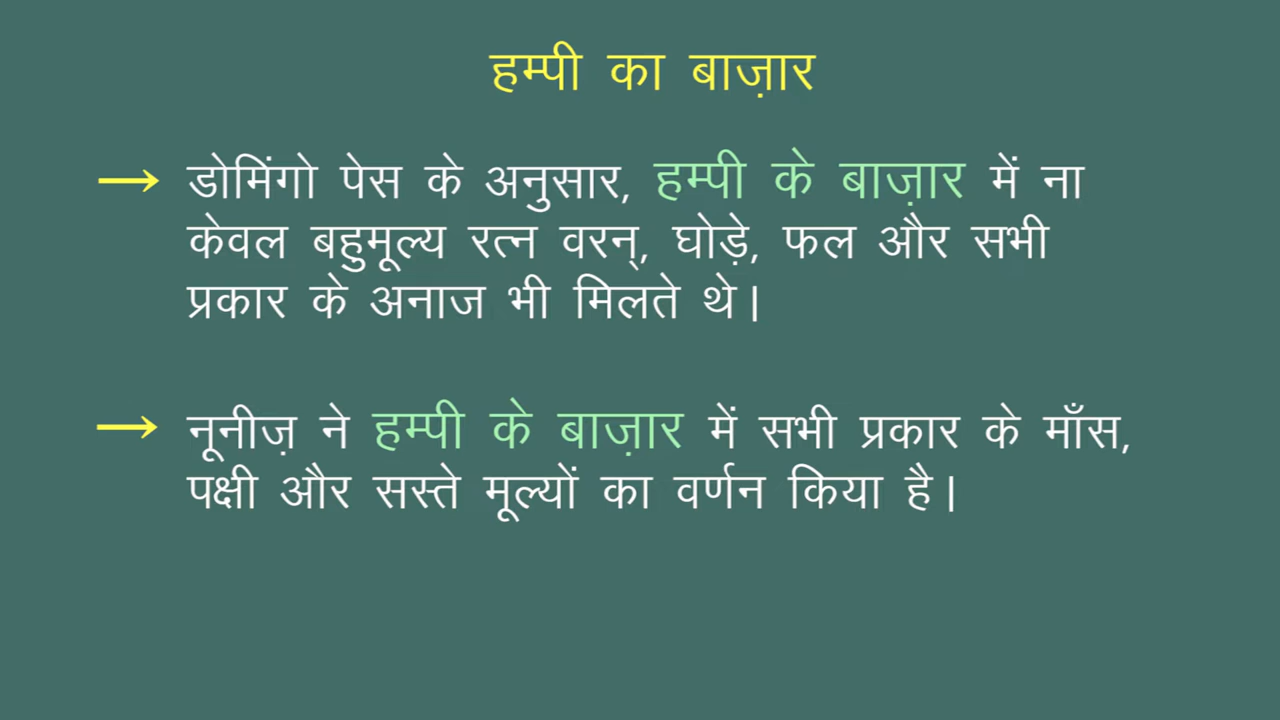 हम्पी का बाज़ार
→ डोमिंगो पेस के अनुसार, हम्पी के बाज़ार में ना
केवल बहुमूल्य रत्न वरन्, घोड़े, फल और सभी
प्रकार के अनाज भी मिलते थे।
→ नूनीज़ ने हम्पी के बाज़ार में सभी प्रकार के माँस,
पक्षी और सस्ते मूल्यों का वर्णन किया है।